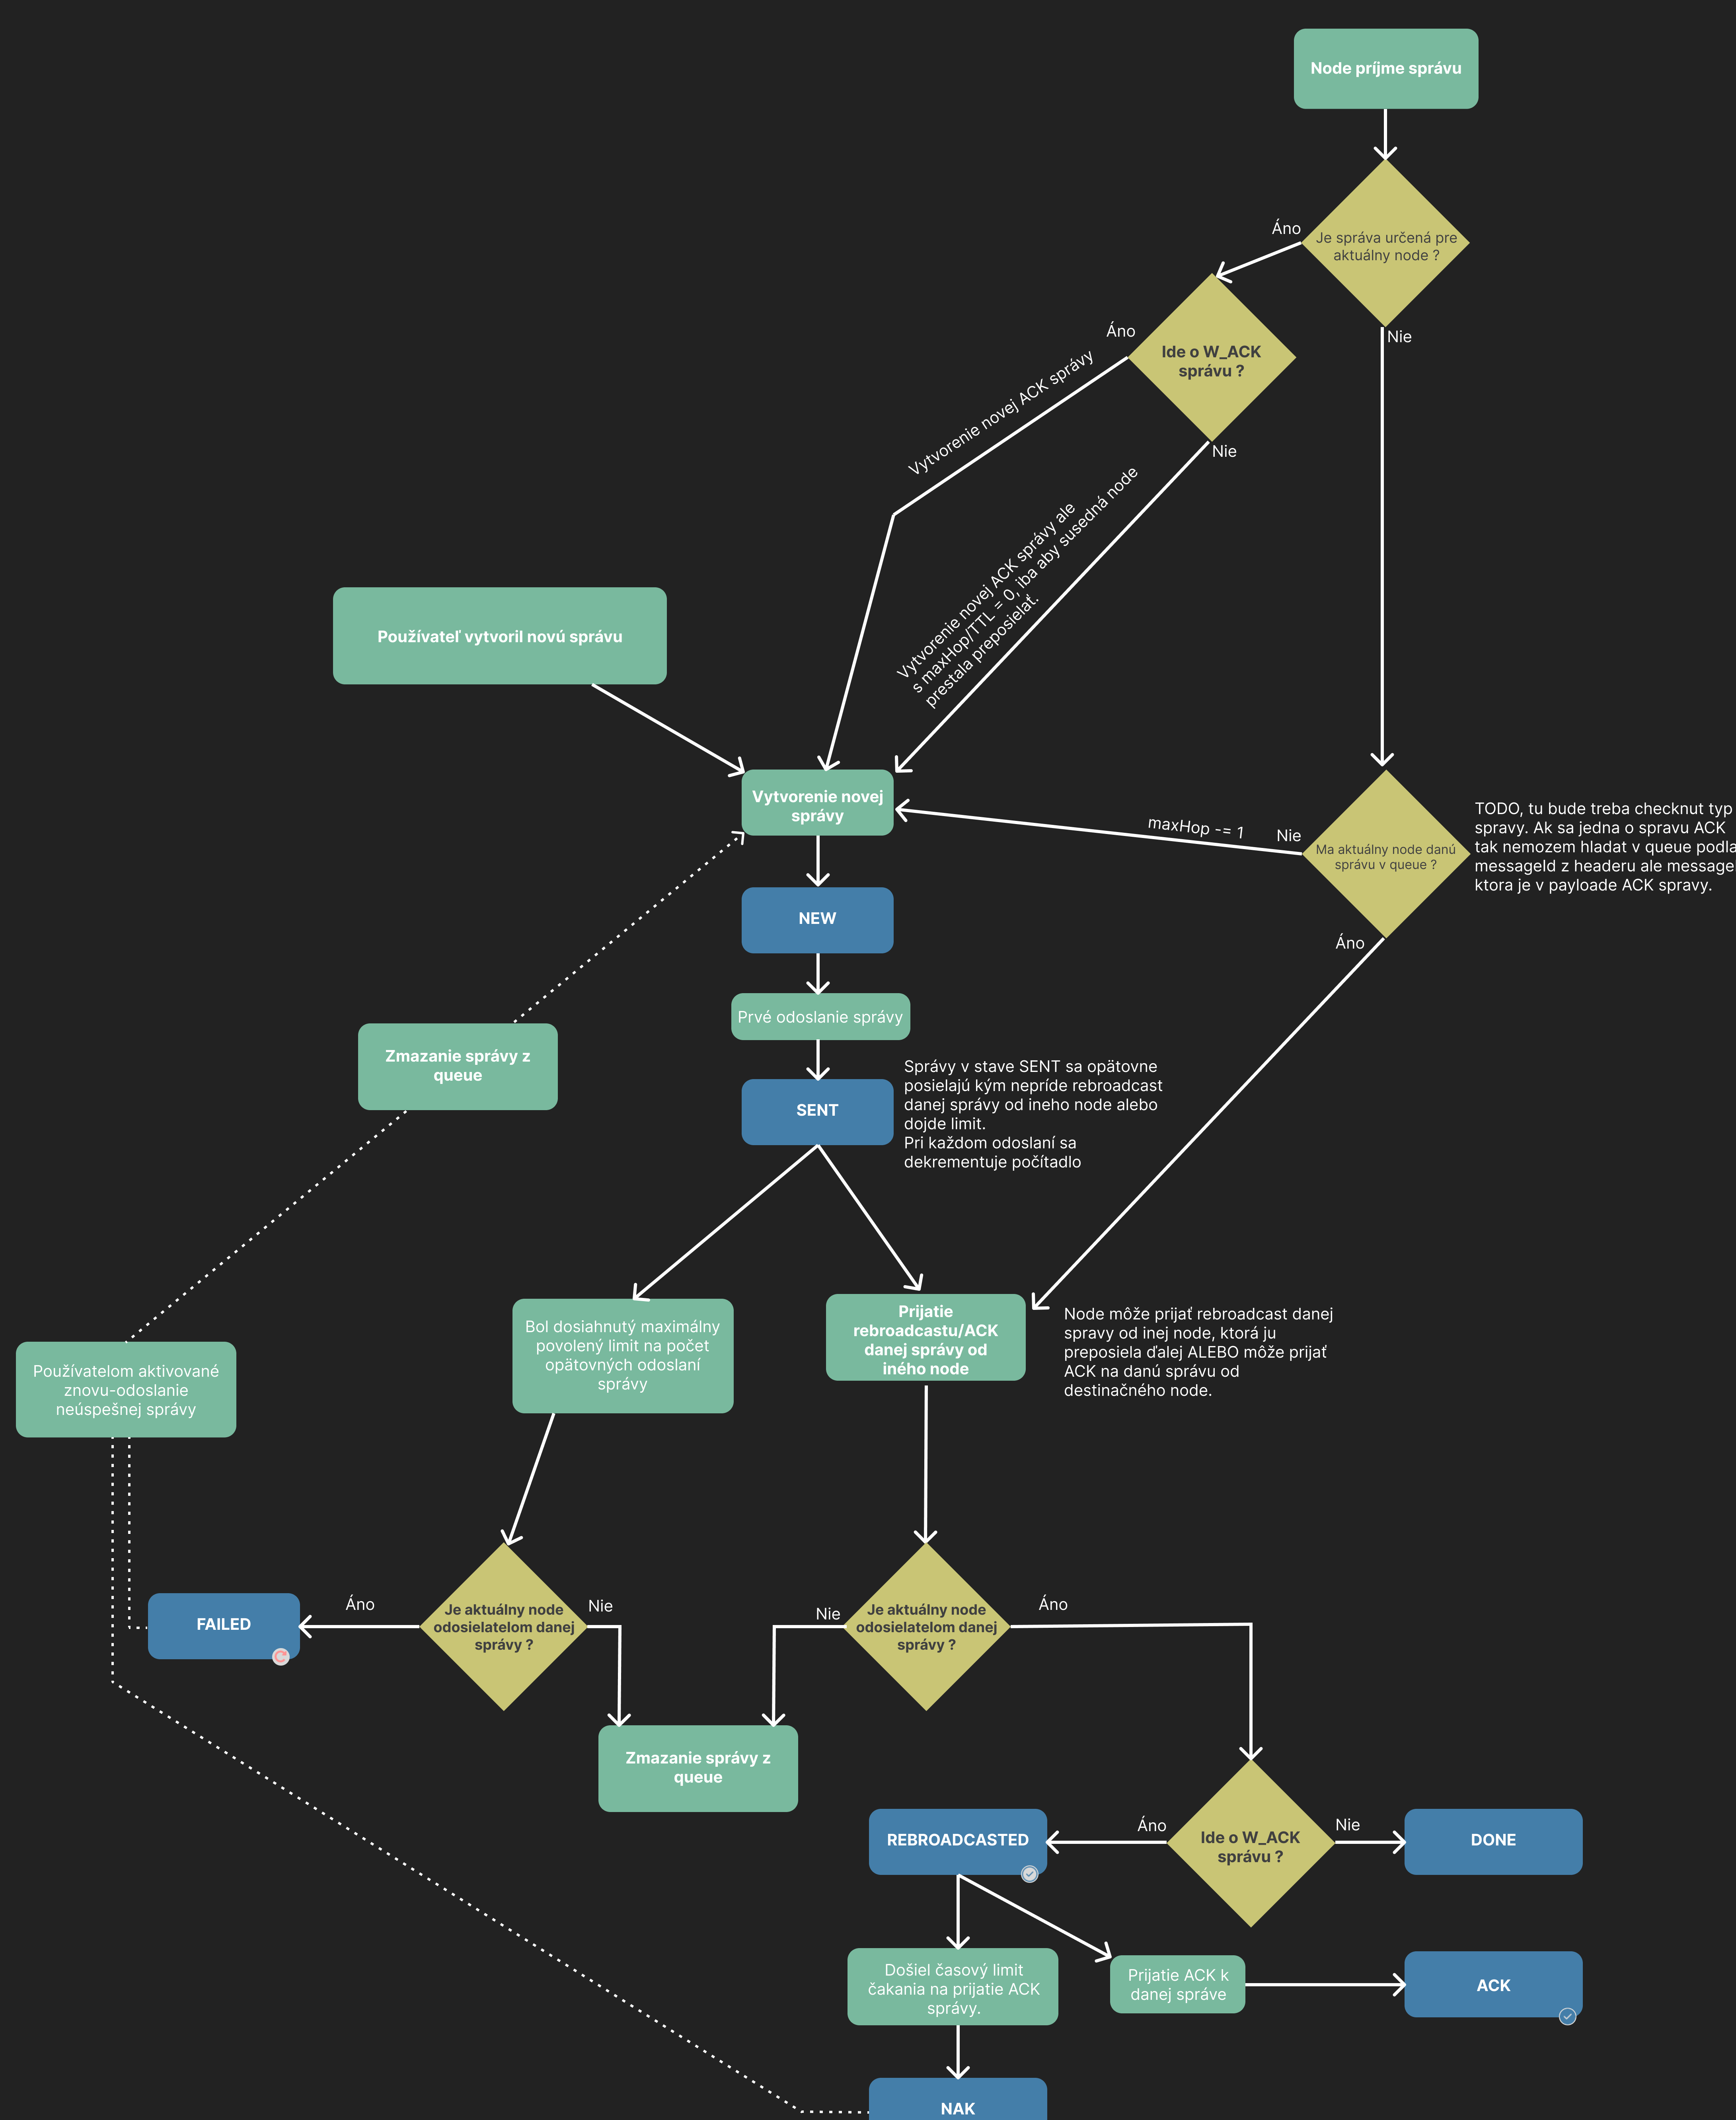 Node príjme správu
Áno
Je správa určená pre
aktuálny node ?
Nie
Áno
Ide o W_ACK
správu ?
Nie
Vytvorenie novej ACK správy
Vytvorenie novej ACK správy ale
s maxHop/TTL = 0, iba aby susedná node
prestala preposielať.
Používateľ vytvoril novú správu
Vytvorenie novej
správy
maxHop -= 1
Nie
Ma aktuálny node danú
správu v queue ?
Áno
TODO, tu bude treba checknut typ
spravy. Ak sa jedna o spravu ACK
tak nemozem hladat v queue podla
messageId z headeru ale message
ktora je v payloade ACK spravy.
NEW
Prvé odoslanie správy
Zmazanie správy z
queue
SENT
Správy v stave SENT sa opätovne
posielajú kým nepríde rebroadcast
danej správy od ineho node alebo
dojde limit.
Pri každom odoslaní sa
dekrementuje počítadlo
Používatelom aktivované
znovu-odoslanie
neúspešnej správy
Bol dosiahnutý maximálny
povolený limit na počet
opätovných odoslaní
správy
Prijatie
rebroadcastu/ACK
danej správy od
iného node
Node môže prijať rebroadcast danej
spravy od inej node, ktorá ju
preposiela ďalej ALEBO môže prijať
ACK na danú správu od
destinačného node.
FAILED
Áno
Je aktuálny node
odosielatelom danej
správy ?
Nie
Nie
Je aktuálny node
odosielatelom danej
správy ?
Áno
Zmazanie správy z
queue
REBROADCASTED
Áno
Ide o W_ACK
správu ?
Nie
DONE
Došiel časový limit
čakania na prijatie ACK
správy.
Prijatie ACK k
danej správe
ACK
NAK